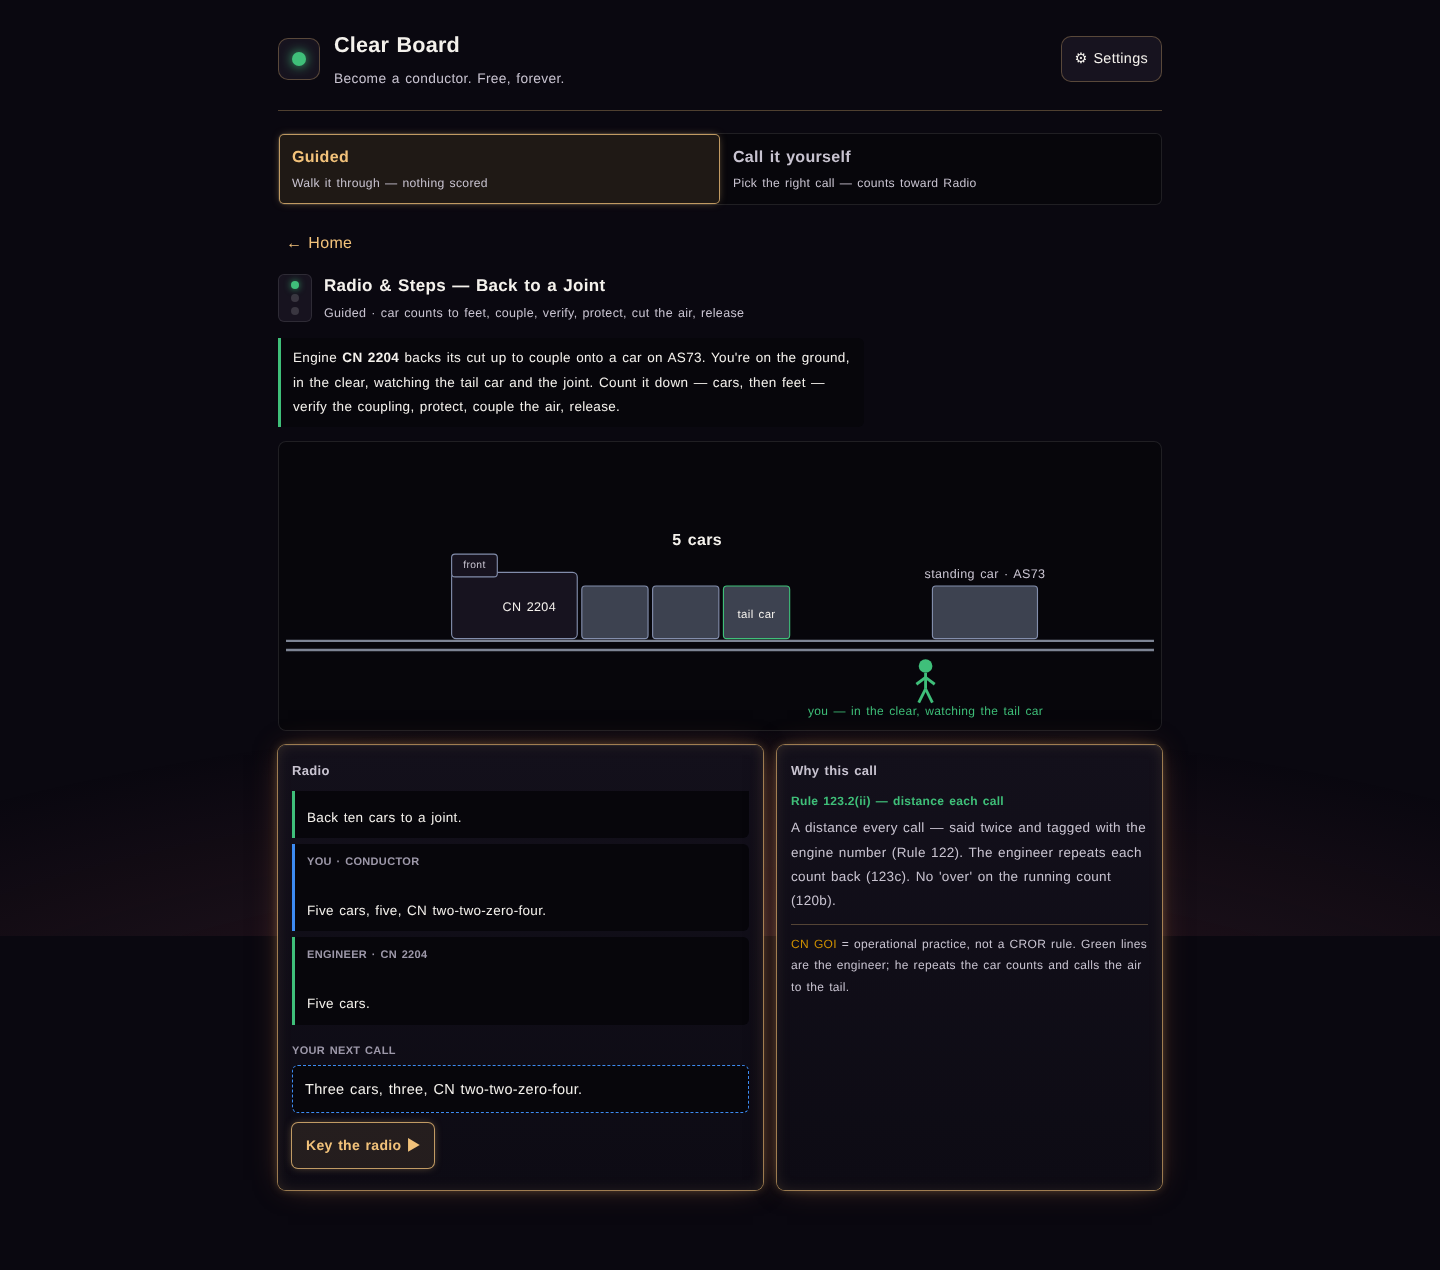 Clear Board
Become a conductor. Free, forever.
⚙ Settings
Guided
Walk it through — nothing scored
Call it yourself
Pick the right call — counts toward Radio
← Home
Radio & Steps — Back to a Joint
Guided · car counts to feet, couple, verify, protect, cut the air, release
Engine CN 2204 backs its cut up to couple onto a car on AS73. You're on the ground,
in the clear, watching the tail car and the joint. Count it down — cars, then feet —
verify the coupling, protect, couple the air, release.
5 cars
front
CN 2204
tail car
standing car · AS73
you — in the clear, watching the tail car
Radio
Back ten cars to a joint.
YOU · CONDUCTOR
Five cars, five, CN two-two-zero-four.
ENGINEER · CN 2204
Five cars.
YOUR NEXT CALL
Three cars, three, CN two-two-zero-four.
Key the radio ▶
Why this call
Rule 123.2(ii) — distance each call
A distance every call — said twice and tagged with the
engine number (Rule 122). The engineer repeats each
count back (123c). No 'over' on the running count
(120b).
CN GOI = operational practice, not a CROR rule. Green lines
are the engineer; he repeats the car counts and calls the air
to the tail.